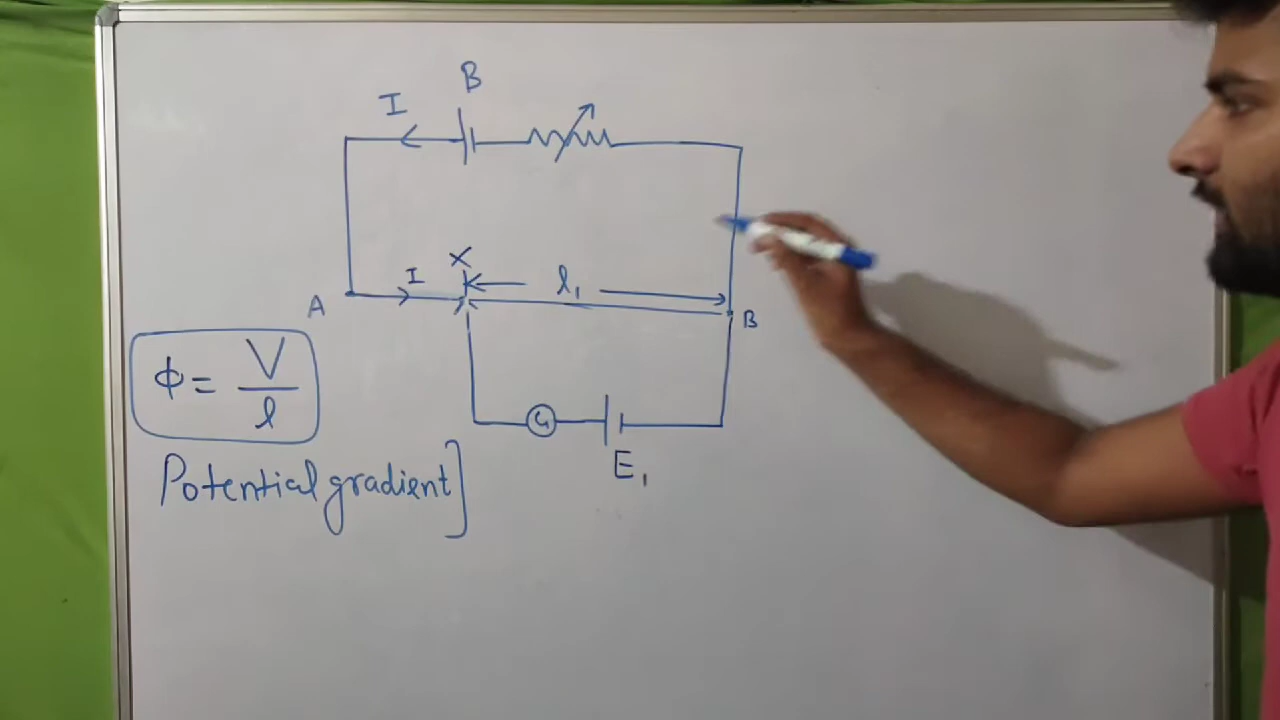 B
I
X
I
l₁
A
B
ϕ = V/l
G
E₁
Potential gradient]